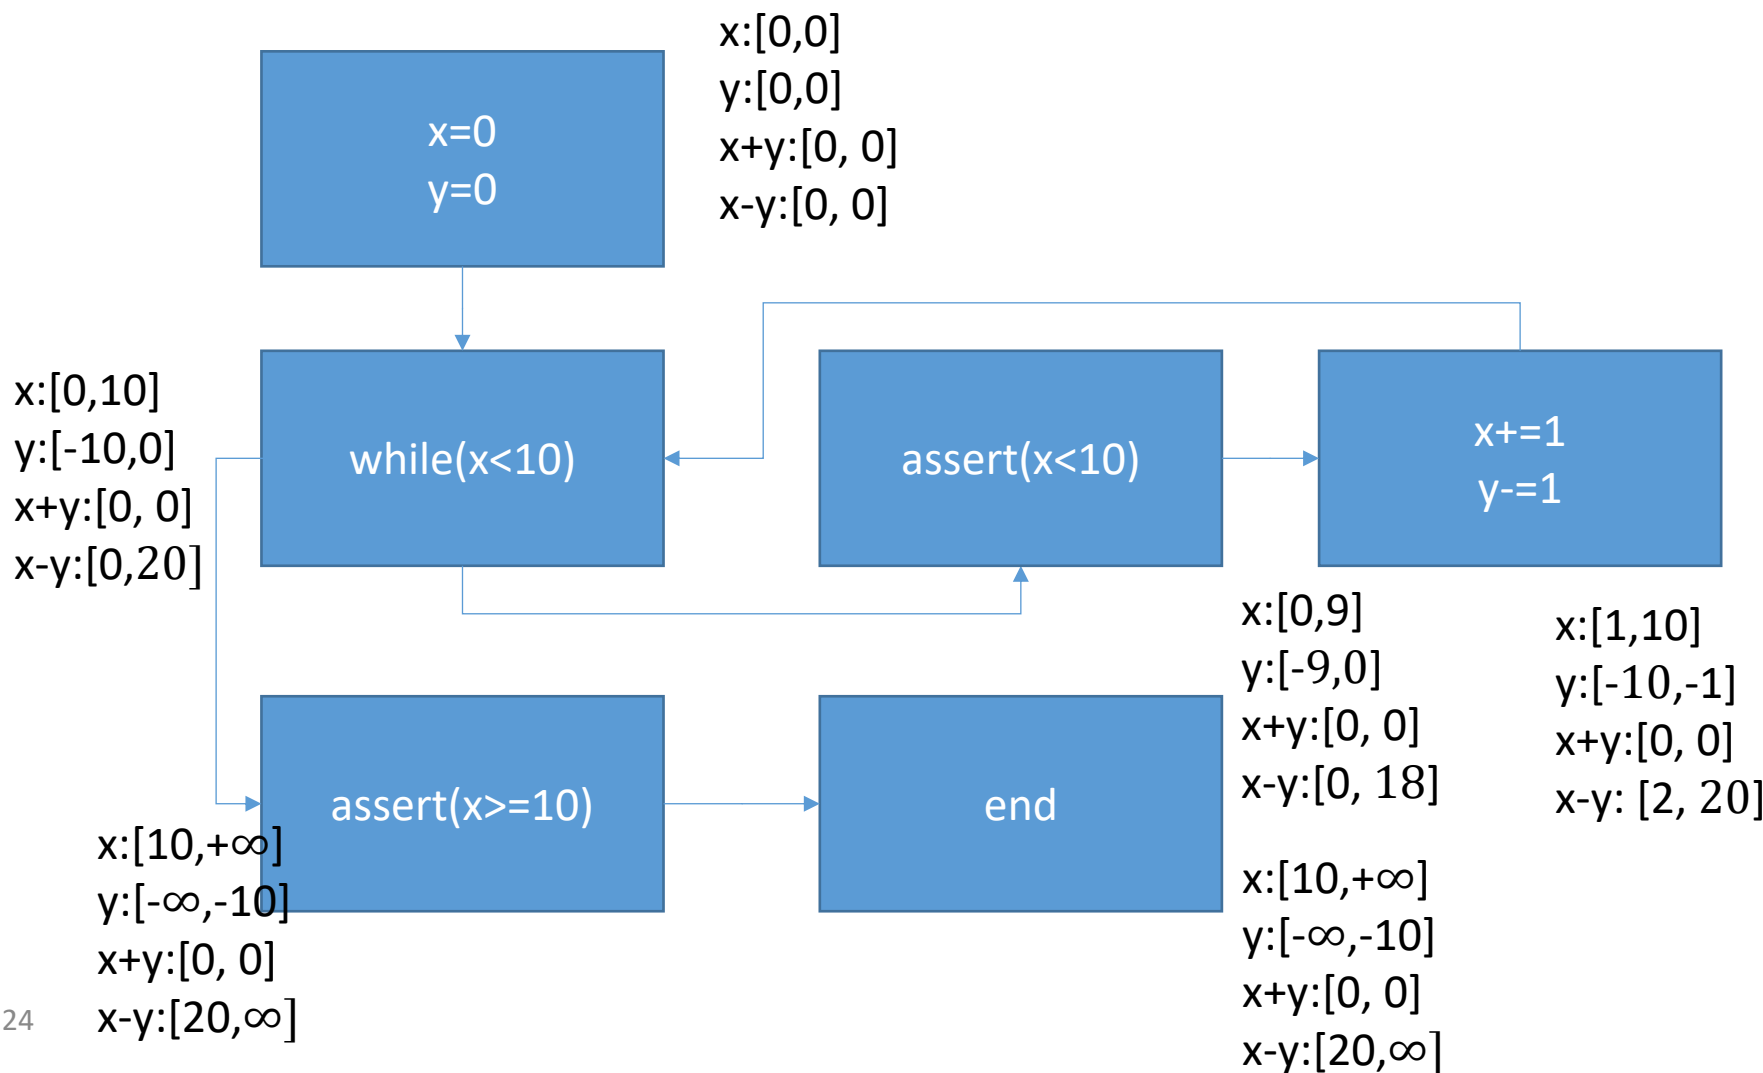 x=0
y=0
x:[0,0]
y:[0,0]
x+y:[0, 0]
x-y:[0, 0]
x:[0,10]
y:[-10,0]
x+y:[0, 0]
x-y:[0,20]
while(x<10)
assert(x<10)
x+=1
y-=1
x:[0,9]
y:[-9,0]
x+y:[0, 0]
x-y:[0, 18]
x:[1,10]
y:[-10,-1]
x+y:[0, 0]
x-y: [2, 20]
assert(x>=10)
end
x:[10,+∞]
y:[-∞,-10]
x+y:[0, 0]
x-y:[20,∞]
x:[10,+∞]
y:[-∞,-10]
x+y:[0, 0]
x-y:[20,∞]
24